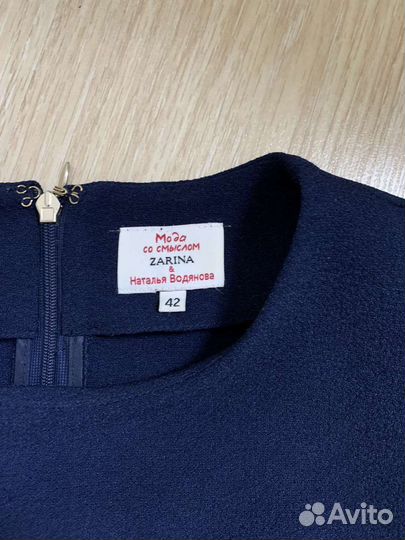 Мода
со смыслом
ZARINA
&
Наталья Водянова
42
Avito